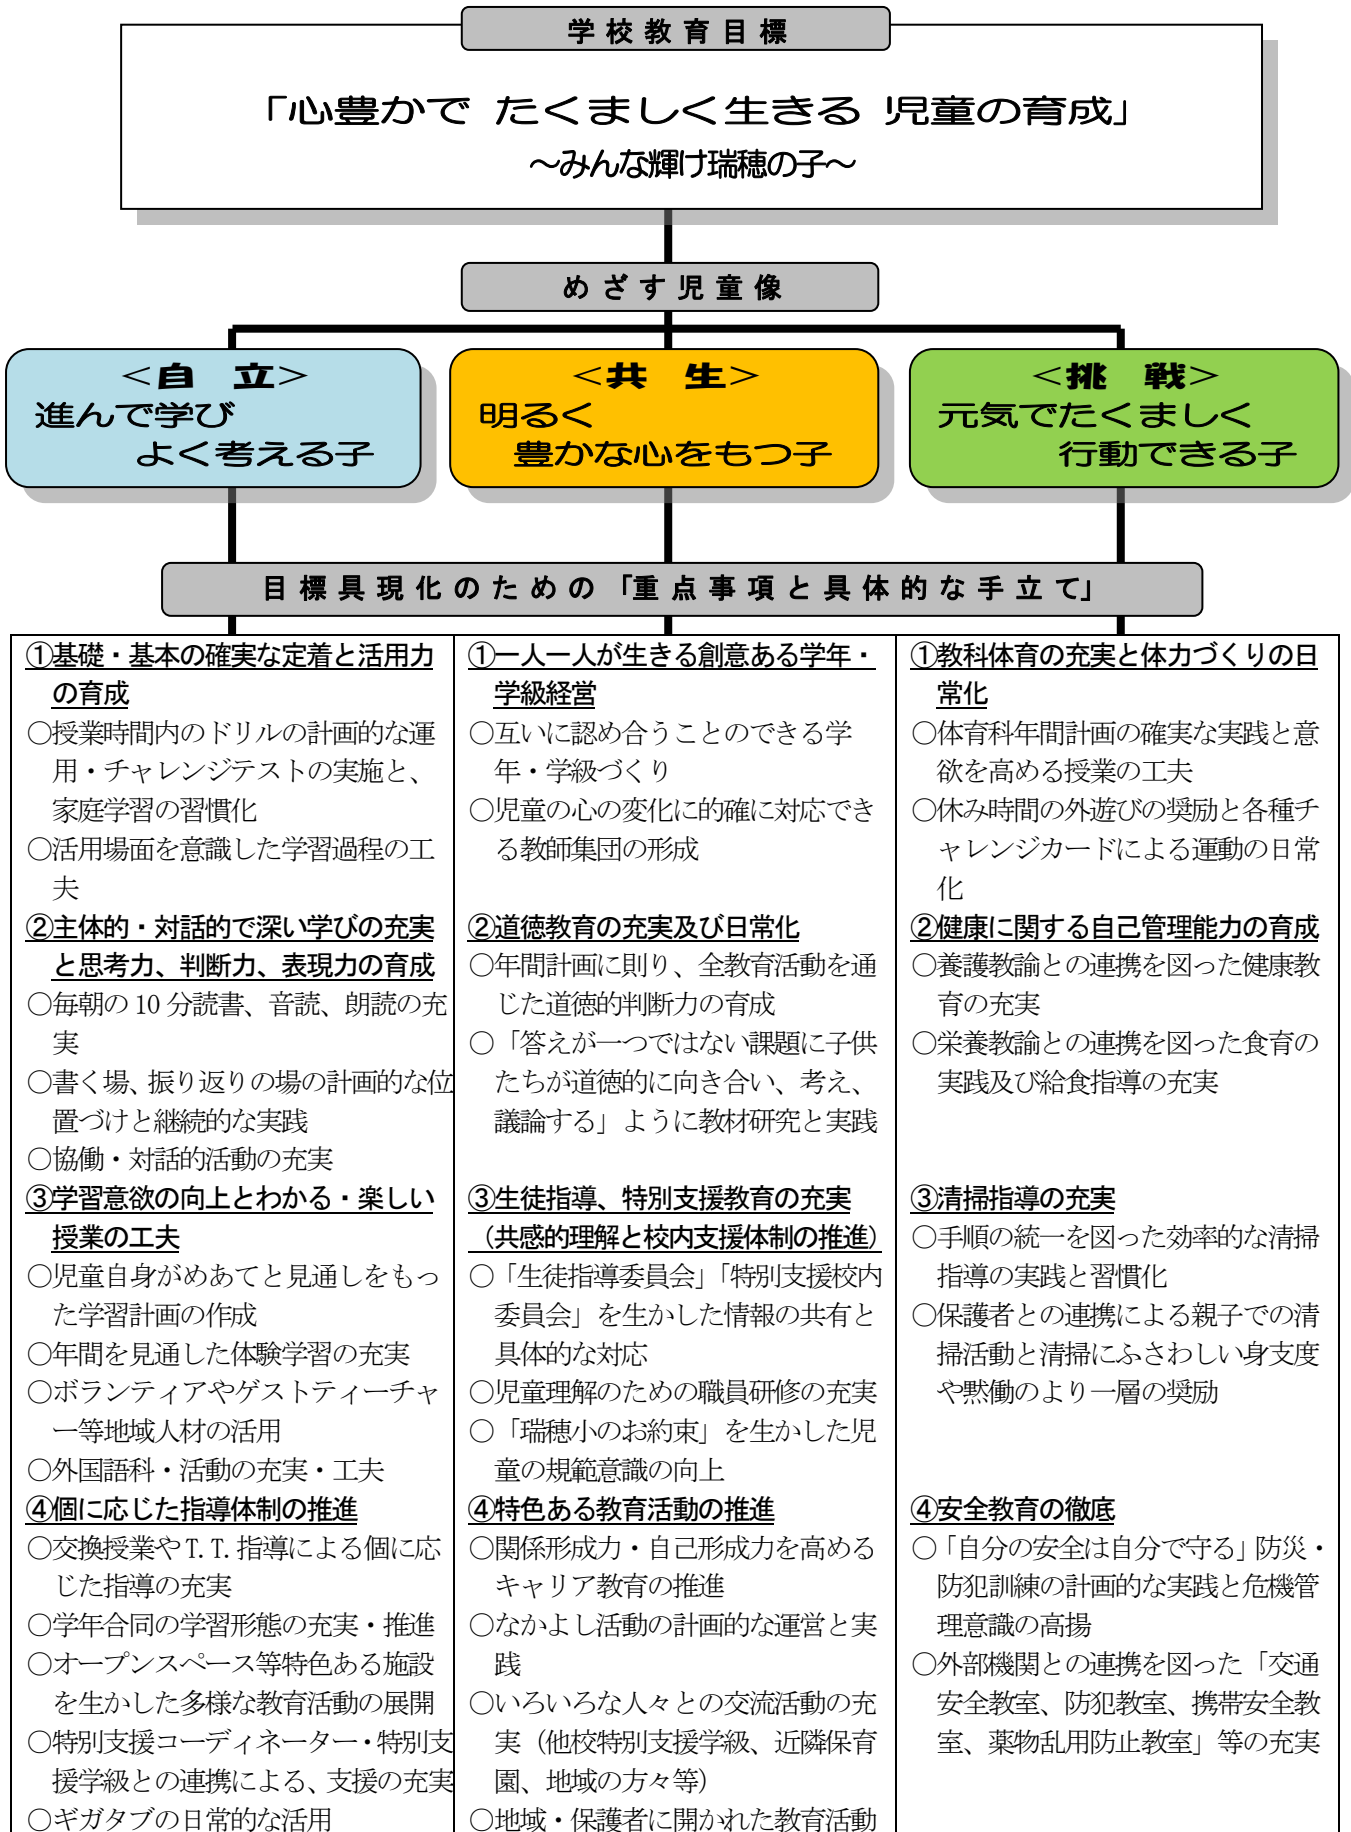 学校教育目標
「心豊かで たくましく生きる 児童の育成」
～みんな輝け瑞穂の子～
めざす児童像
＜自 立＞
進んで学び
よく考える子
＜共 生＞
明るく
豊かな心をもつ子
＜挑 戦＞
元気でたくましく
行動できる子
目標具現化のための「重点事項と具体的な手立て」
①基礎・基本の確実な定着と活用力
の育成
○授業時間内のドリルの計画的な運
用・チャレンジテストの実施と、
家庭学習の習慣化
○活用場面を意識した学習過程の工
夫
②主体的・対話的で深い学びの充実
と思考力、判断力、表現力の育成
○毎朝の10分読書、音読、朗読の充
実
○書く場、振り返りの場の計画的な位
置づけと継続的な実践
○協働・対話的活動の充実
③学習意欲の向上とわかる・楽しい
授業の工夫
○児童自身がめあてと見通しをもっ
た学習計画の作成
○年間を見通した体験学習の充実
○ボランティアやゲストティーチャ
ー等地域人材の活用
○外国語科・活動の充実・工夫
④個に応じた指導体制の推進
○交換授業やT.T.指導による個に応
じた指導の充実
○学年合同の学習形態の充実・推進
○オープンスペース等特色ある施設
を生かした多様な教育活動の展開
○特別支援コーディネーター・特別支
援学級との連携による、支援の充実
○ギガタブの日常的な活用
①一人一人が生きる創意ある学年・
学級経営
○互いに認め合うことのできる学
年・学級づくり
○児童の心の変化に的確に対応でき
る教師集団の形成
②道徳教育の充実及び日常化
○年間計画に則り、全教育活動を通
じた道徳的判断力の育成
○「答えが一つではない課題に子供
たちが道徳的に向き合い、考え、
議論する」ように教材研究と実践
③生徒指導、特別支援教育の充実
（共感的理解と校内支援体制の推進）
○「生徒指導委員会」「特別支援校内
委員会」を生かした情報の共有と
具体的な対応
○児童理解のための職員研修の充実
○「瑞穂小のお約束」を生かした児
童の規範意識の向上
④特色ある教育活動の推進
○関係形成力・自己形成力を高める
キャリア教育の推進
○なかよし活動の計画的な運営と実
践
○いろいろな人々との交流活動の充
実（他校特別支援学級、近隣保育
園、地域の方々等）
○地域・保護者に開かれた教育活動
①教科体育の充実と体力づくりの日
常化
○体育科年間計画の確実な実践と意
欲を高める授業の工夫
○休み時間の外遊びの奨励と各種チ
ャレンジカードによる運動の日常
化
②健康に関する自己管理能力の育成
○養護教諭との連携を図った健康教
育の充実
○栄養教諭との連携を図った食育の
実践及び給食指導の充実
③清掃指導の充実
○手順の統一を図った効率的な清掃
指導の実践と習慣化
○保護者との連携による親子での清
掃活動と清掃にふさわしい身支度
や黙働のより一層の奨励
④安全教育の徹底
○「自分の安全は自分で守る」防災・
防犯訓練の計画的な実践と危機管
理意識の高揚
○外部機関との連携を図った「交通
安全教室、防犯教室、携帯安全教
室、薬物乱用防止教室」等の充実